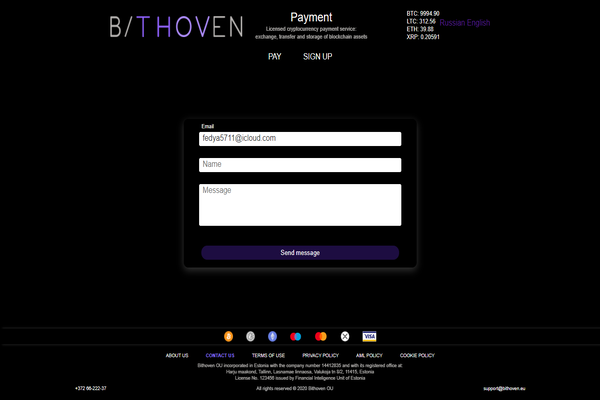 B/THOVEN
Payment
Licensed cryptocurrency payment service:
exchange, transfer and storage of blockchain assets
BTC: 9994.90
LTC: 312.56
ETH: 39.88
XRP: 0.20591
Russian English
PAY SIGN UP
Email
fedya5711@icloud.com
Name
Message
Send message
VISA
ABOUT US CONTACT US TERMS OF USE PRIVACY POLICY AML POLICY COOKIE POLICY
Bithoven OU incorporated in Estonia with the company number 14412835 and with its registered office at:
Harju maakond, Tallinn, Lasnamäe linnaosa, Valukoja tn 8/2, 11415, Estonia
License No. 123456 issued by Financial Intelligence Unit of Estonia
+372 66-222-37 All rights reserved © 2020 Bithoven OU support@bithoven.eu